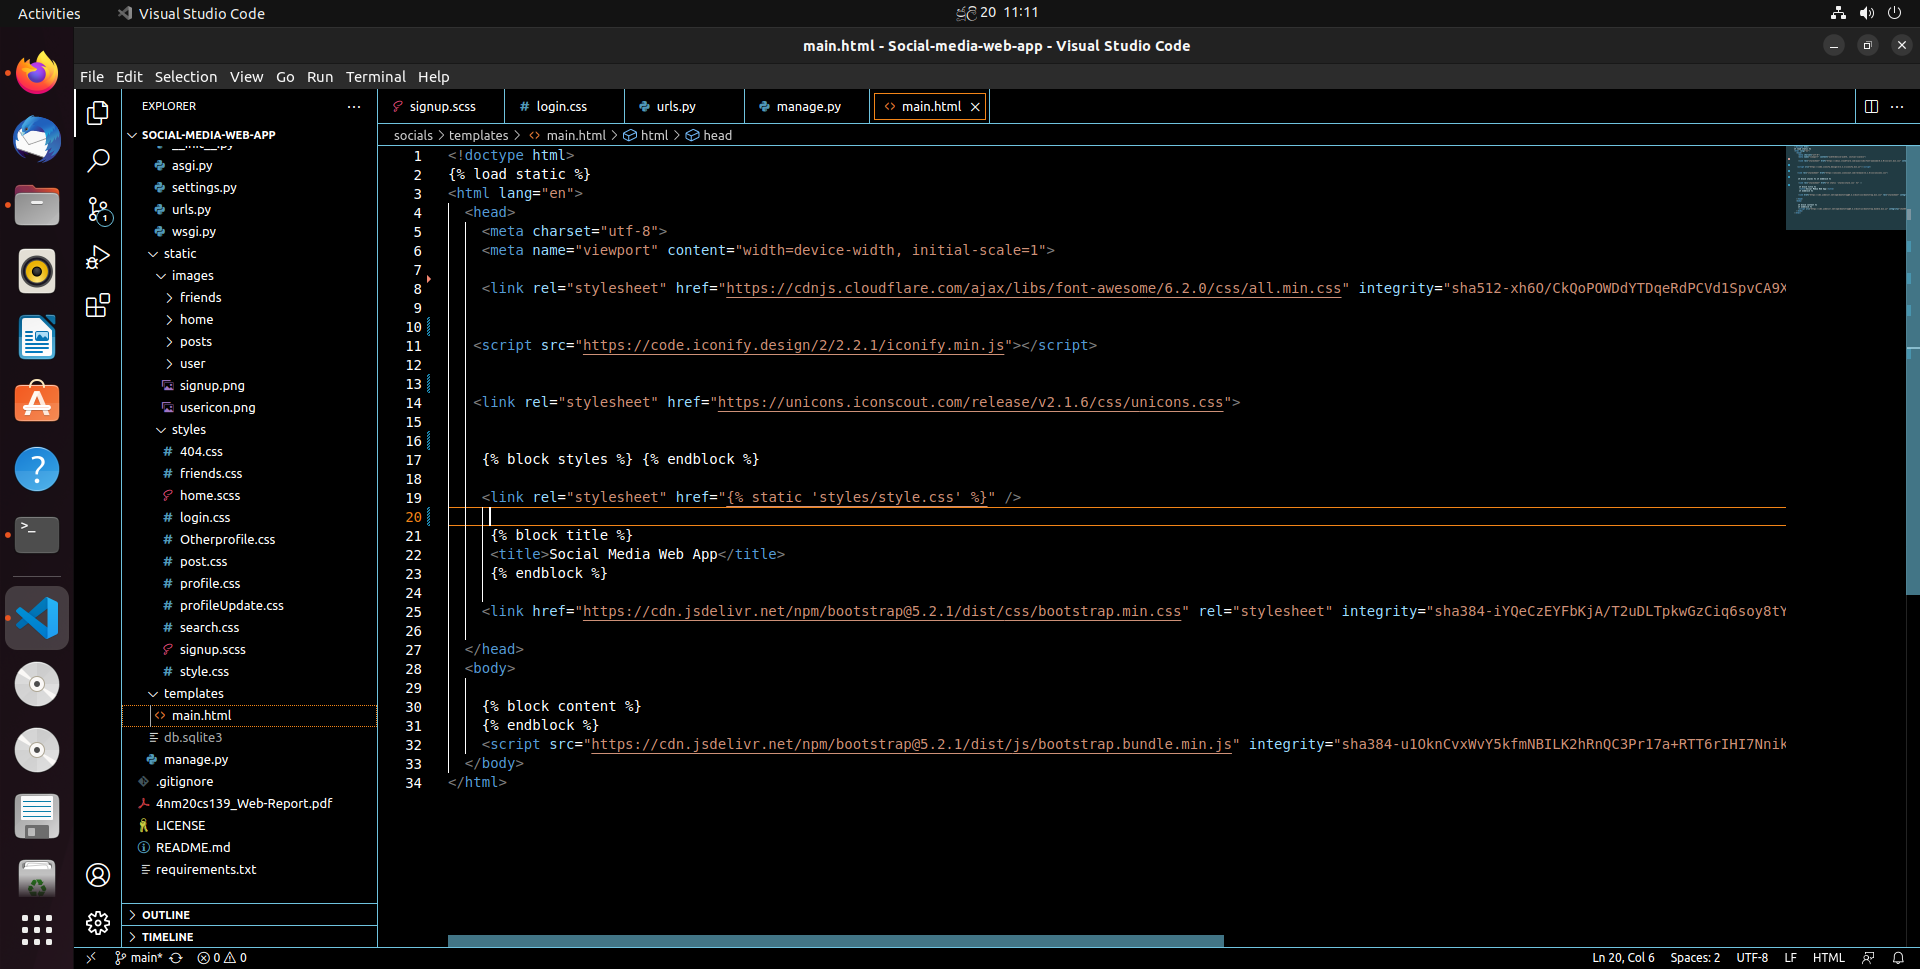 Activities
Visual Studio Code
ජූලි 20 11:11
main.html - Social-media-web-app - Visual Studio Code
File Edit Selection View Go Run Terminal Help
EXPLORER
SOCIAL-MEDIA-WEB-APP
__init__.py
asgi.py
settings.py
urls.py
wsgi.py
static
images
friends
home
posts
user
signup.png
usericon.png
styles
404.css
friends.css
home.scss
login.css
Otherprofile.css
post.css
profile.css
profileUpdate.css
search.css
signup.scss
style.css
templates
main.html
db.sqlite3
manage.py
.gitignore
4nm20cs139_Web-Report.pdf
LICENSE
README.md
requirements.txt
OUTLINE
TIMELINE
signup.scss
login.css
urls.py
manage.py
main.html
socials > templates > main.html > html > head
1 <!doctype html>
2 {% load static %}
3 <html lang="en">
4 <head>
5 <meta charset="utf-8">
6 <meta name="viewport" content="width=device-width, initial-scale=1">
7
8 <link rel="stylesheet" href="https://cdnjs.cloudflare.com/ajax/libs/font-awesome/6.2.0/css/all.min.css" integrity="sha512-xh6O/CkQoPOWDdYTDqeRdPCVd1SpvCA9X
9
10
11 <script src="https://code.iconify.design/2/2.2.1/iconify.min.js"></script>
12
13
14 <link rel="stylesheet" href="https://unicons.iconscout.com/release/v2.1.6/css/unicons.css">
15
16
17 {% block styles %} {% endblock %}
18
19 <link rel="stylesheet" href="{% static 'styles/style.css' %}" />
20
21 {% block title %}
22 <title>Social Media Web App</title>
23 {% endblock %}
24
25 <link href="https://cdn.jsdelivr.net/npm/bootstrap@5.2.1/dist/css/bootstrap.min.css" rel="stylesheet" integrity="sha384-iYQeCzEYFbKjA/T2uDLTpkwGzCiq6soy8tY
26
27 </head>
28 <body>
29
30 {% block content %}
31 {% endblock %}
32 <script src="https://cdn.jsdelivr.net/npm/bootstrap@5.2.1/dist/js/bootstrap.bundle.min.js" integrity="sha384-u1OknCvxWvY5kfmNBILK2hRnQC3Pr17a+RTT6rIHI7Nnik
33 </body>
34 </html>
main* 0 0
Ln 20, Col 6 Spaces: 2 UTF-8 LF HTML